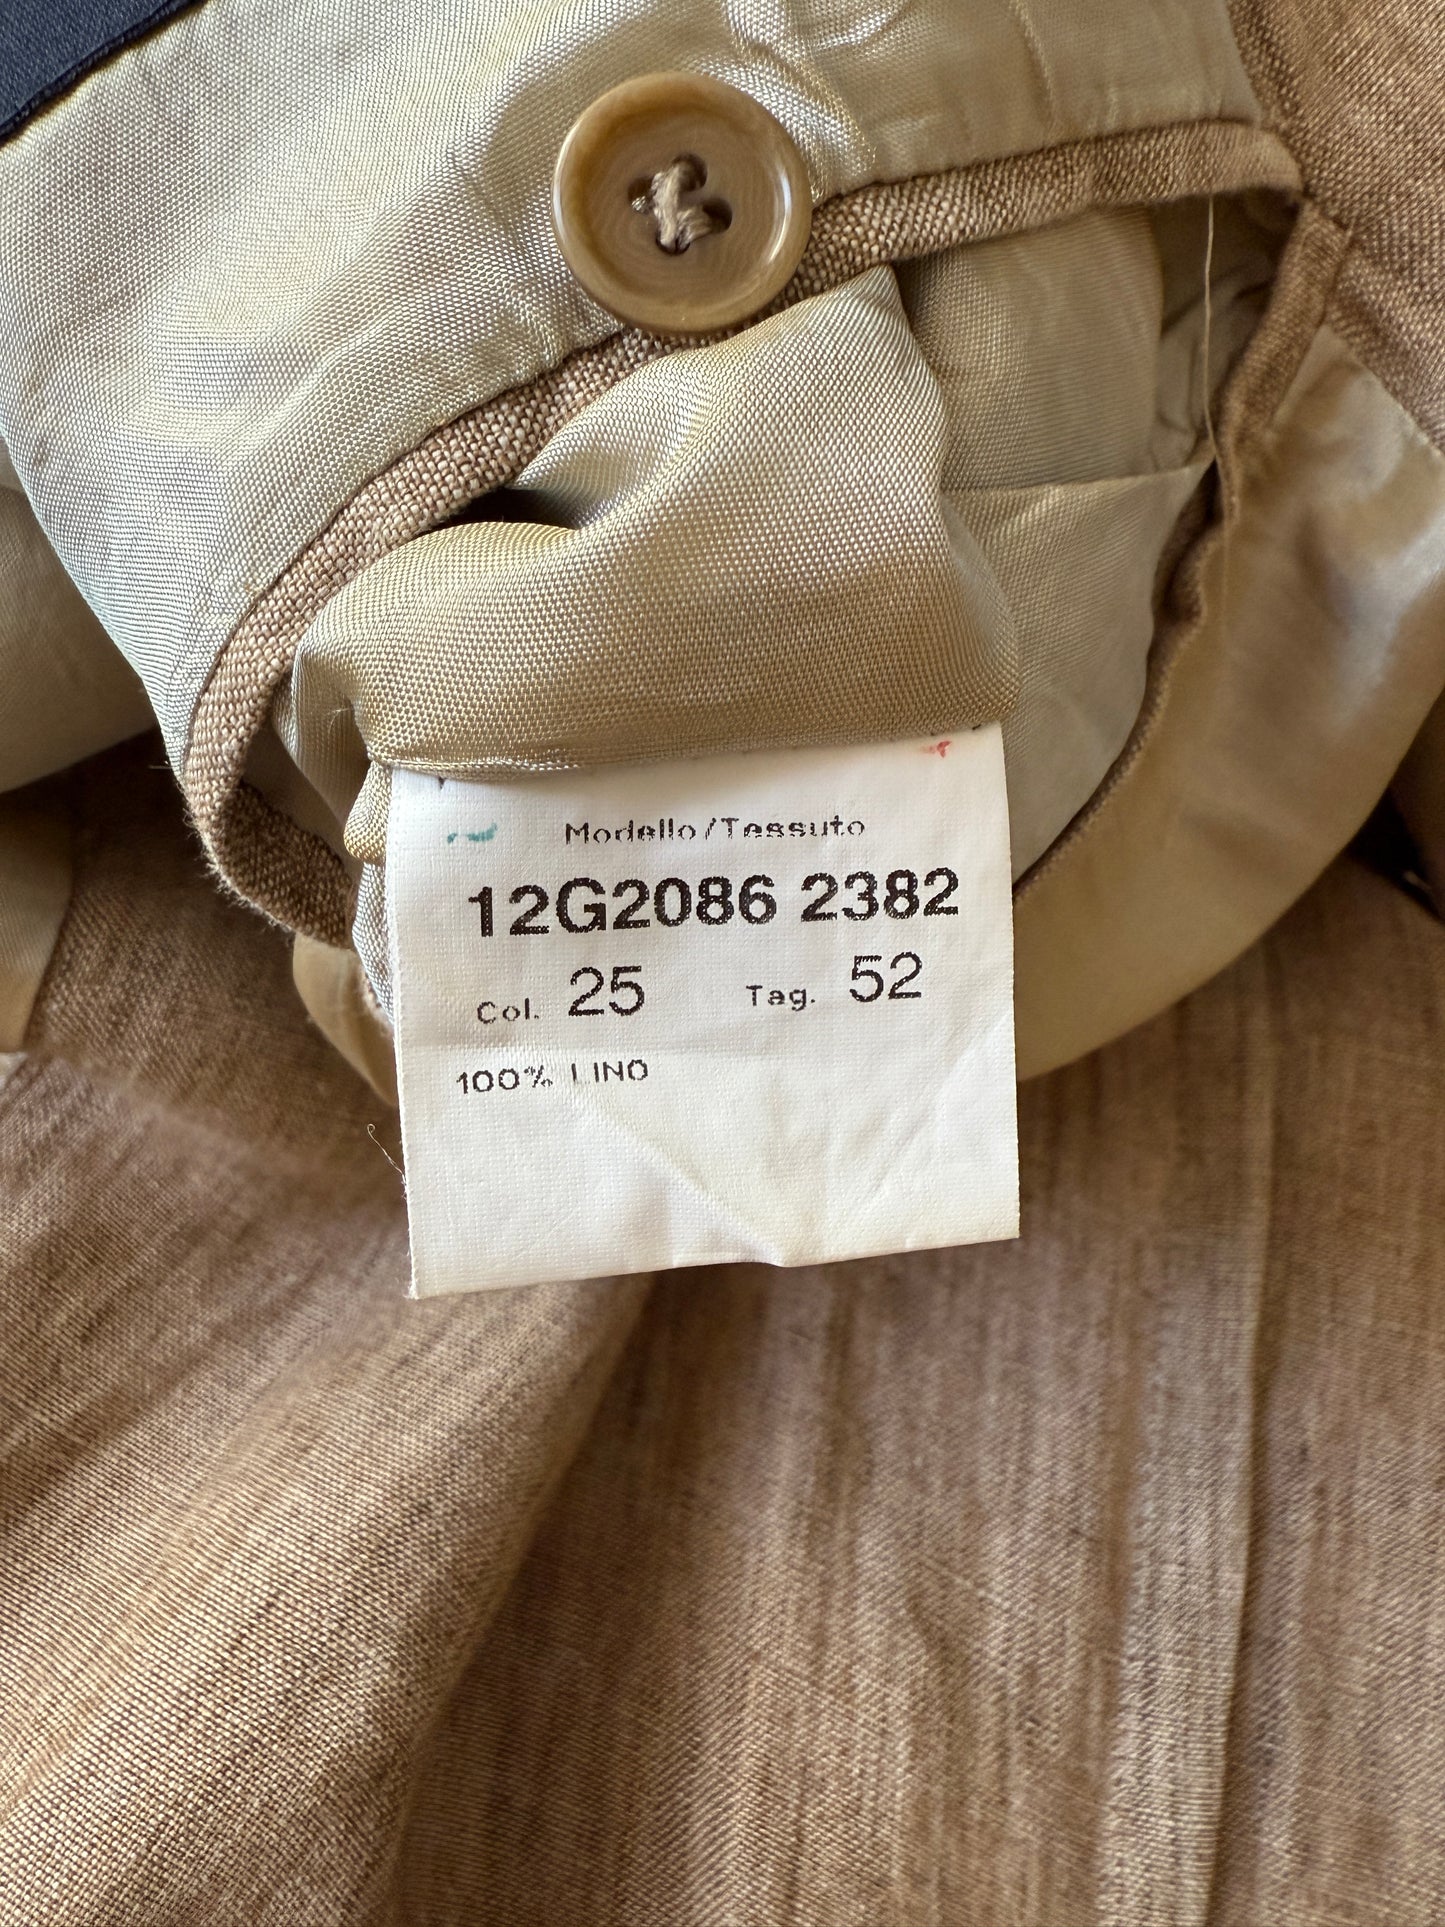 Modello/Tessuto
12G2086 2382
Col. 25 Tag. 52
100% LINO